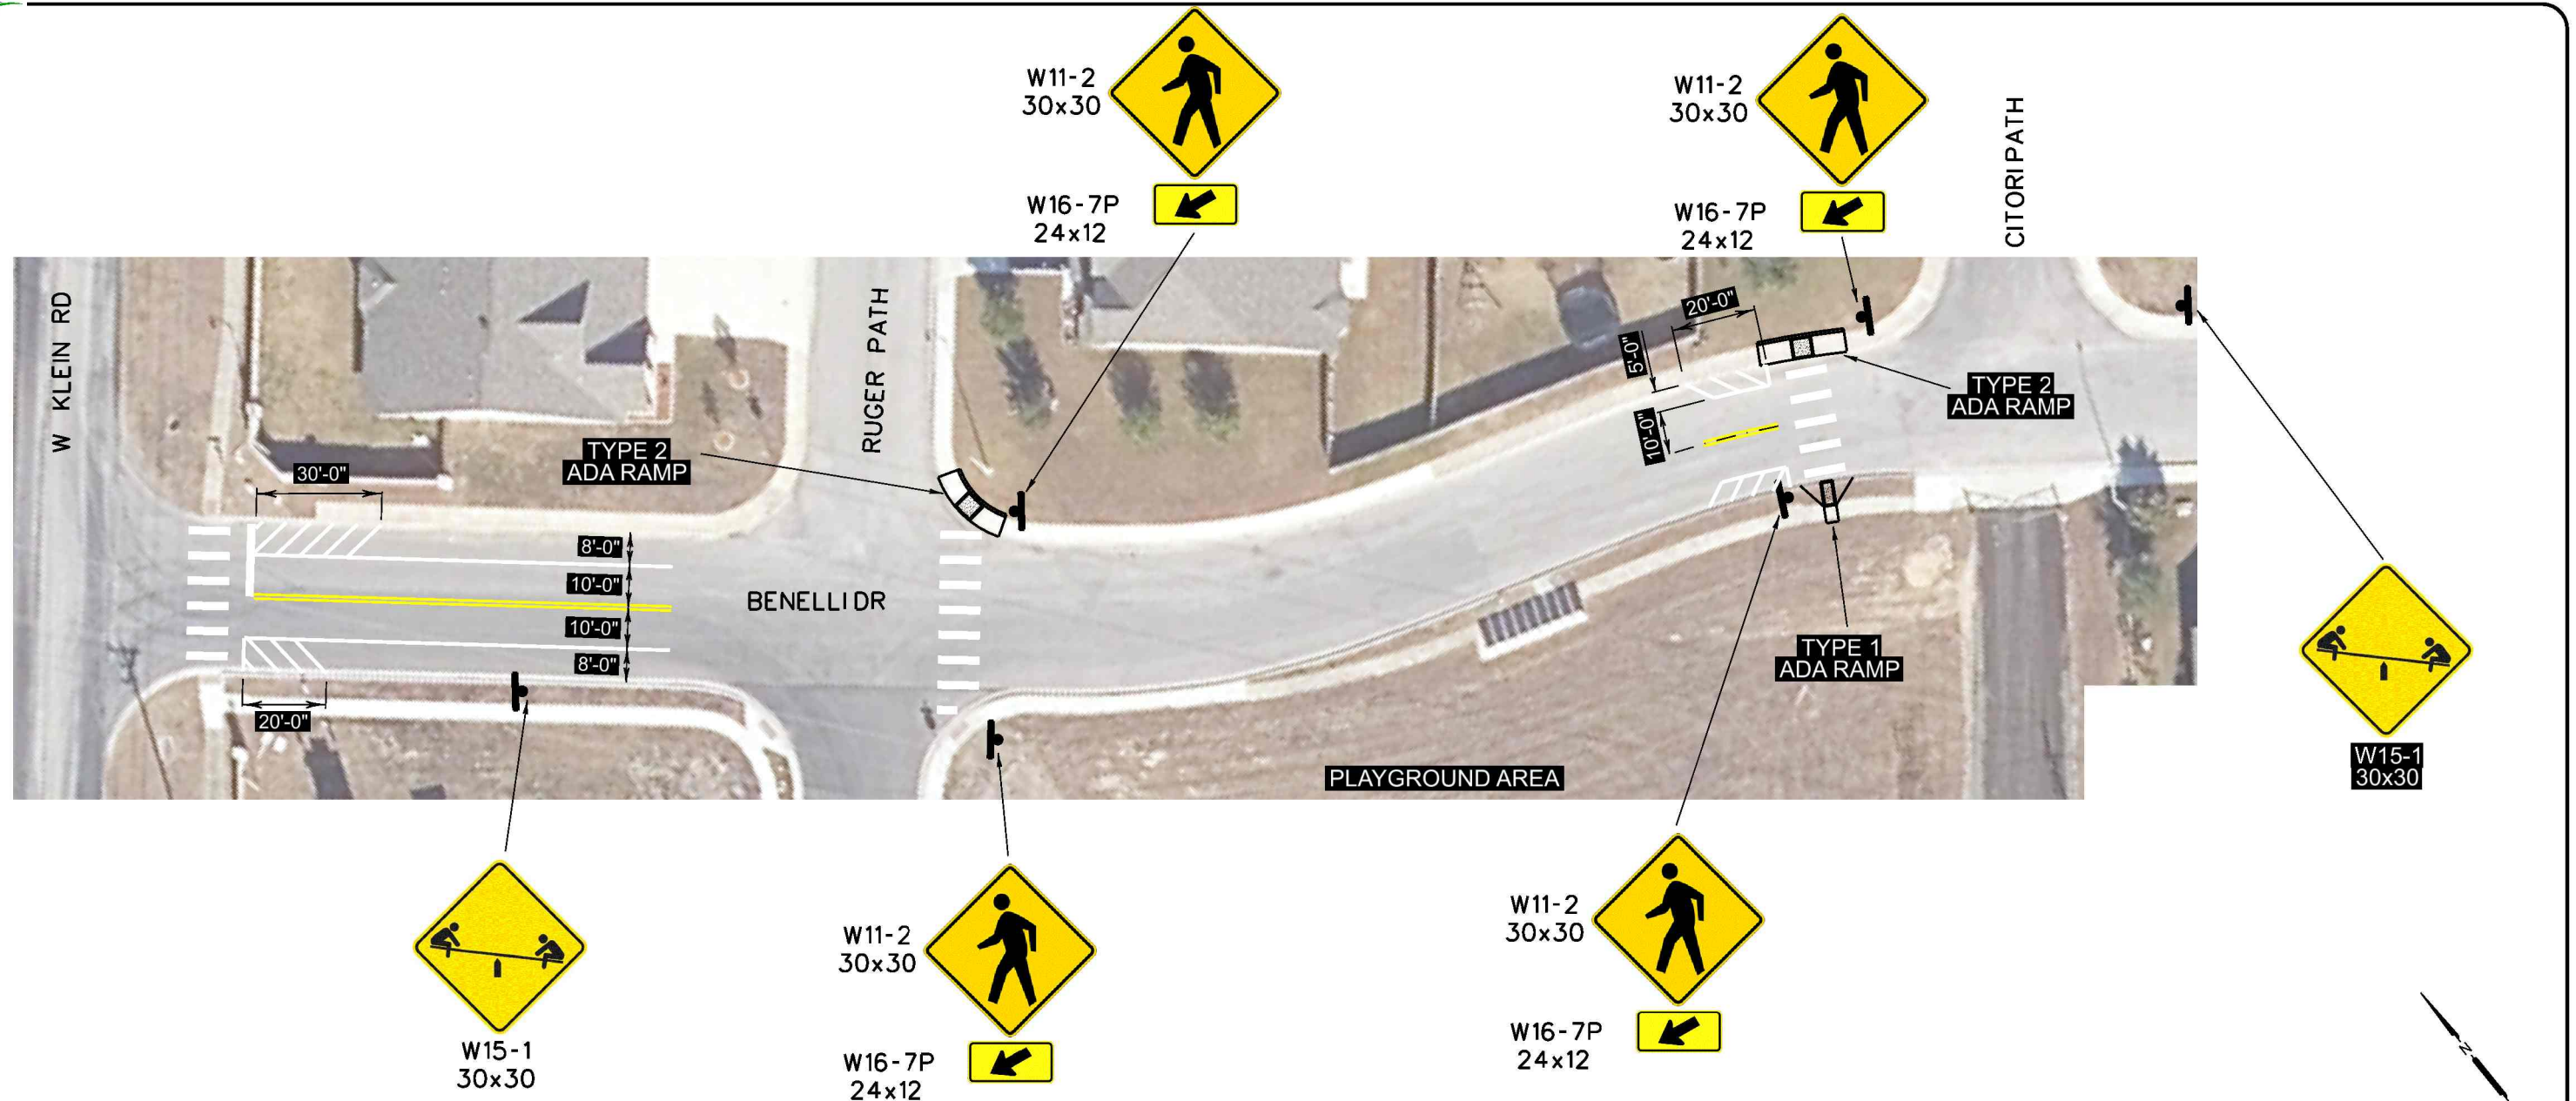 W11-2
30x30
W16-7P
24x12
W11-2
30x30
W16-7P
24x12
CITORI PATH
W KLEIN RD
30'-0"
TYPE 2
ADA RAMP
RUGER PATH
20'-0"
5'-0"
10'-0"
TYPE 2
ADA RAMP
8'-0"
10'-0"
10'-0"
8'-0"
BENELLI DR
20'-0"
TYPE 1
ADA RAMP
PLAYGROUND AREA
W15-1
30x30
W15-1
30x30
W11-2
30x30
W16-7P
24x12
W11-2
30x30
W16-7P
24x12
N